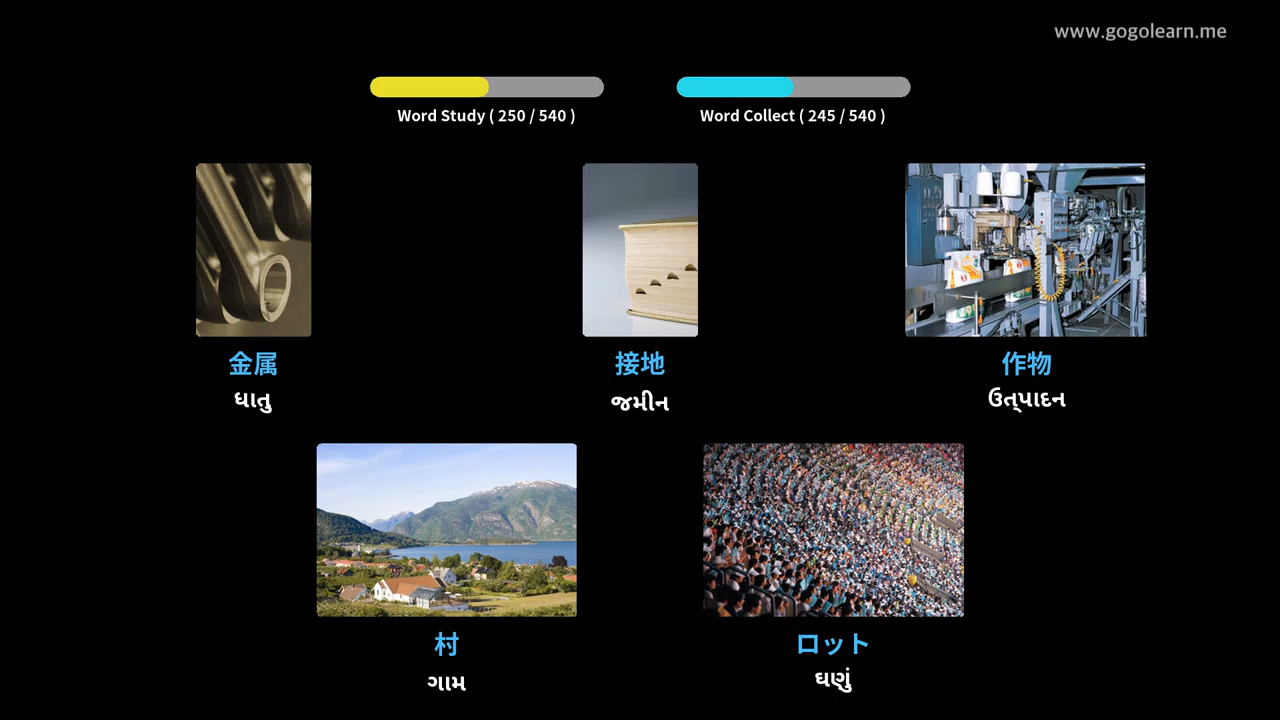 www.gogolearn.me
Word Study ( 250 / 540 )
Word Collect ( 245 / 540 )
金属
ધાતુ
接地
જમીન
作物
ઉત્પાદન
村
ગામ
ロット
ઘણું